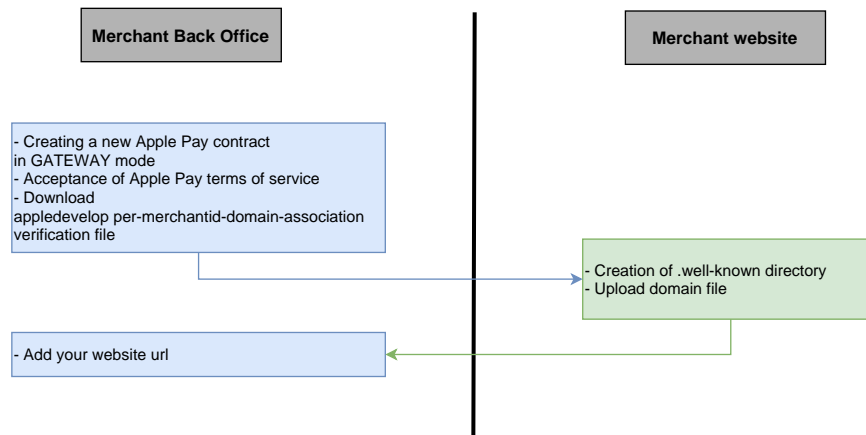 Merchant Back Office
Merchant website
- Creating a new Apple Pay contract
in GATEWAY mode
- Acceptance of Apple Pay terms of service
- Download
appledevelop per-merchantid-domain-association
verification file
- Creation of .well-known directory
- Upload domain file
- Add your website url